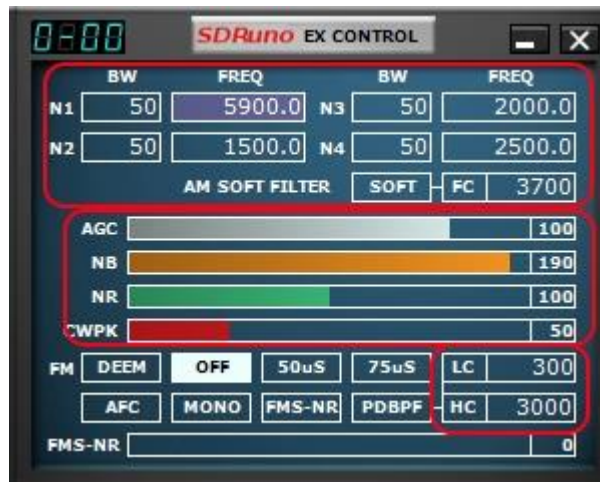 0-00 SDRuno EX CONTROL
BW FREQ BW FREQ
N1 50 5900.0 N3 50 2000.0
N2 50 1500.0 N4 50 2500.0
AM SOFT FILTER SOFT FC 3700
AGC 100
NB 190
NR 100
CWPK 50
FM DEEM OFF 50uS 75uS LC 300
AFC MONO FMS-NR PDBPF HC 3000
FMS-NR 0